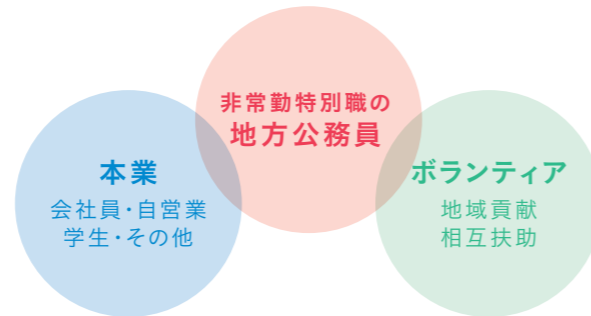 非常勤特別職の
地方公務員
本業
会社員・自営業
学生・その他
ボランティア
地域貢献
相互扶助